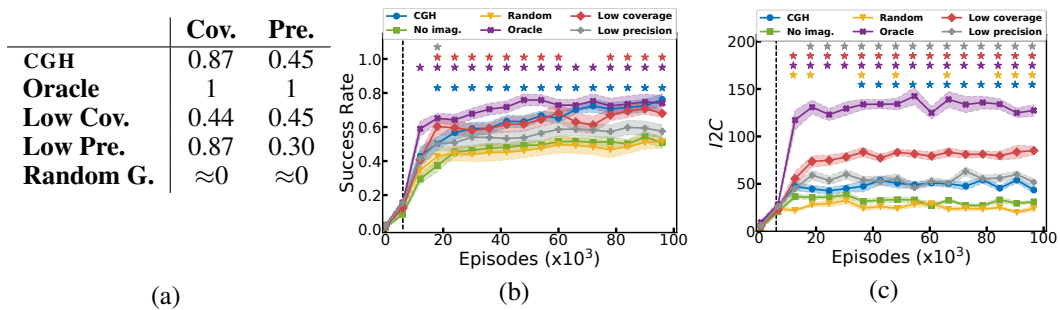 Cov. Pre.
CGH 0.87 0.45
Oracle 1 1
Low Cov. 0.44 0.45
Low Pre. 0.87 0.30
Random G. ≈0 ≈0
(a)
CGH Random Low coverage
No imag. Oracle Low precision
Success Rate
1.0
0.8
0.6
0.4
0.2
0.0
0 20 40 60 80 100
Episodes (x10³)
(b)
CGH Random Low coverage
No imag. Oracle Low precision
I2C
200
150
100
50
0
0 20 40 60 80 100
Episodes (x10³)
(c)